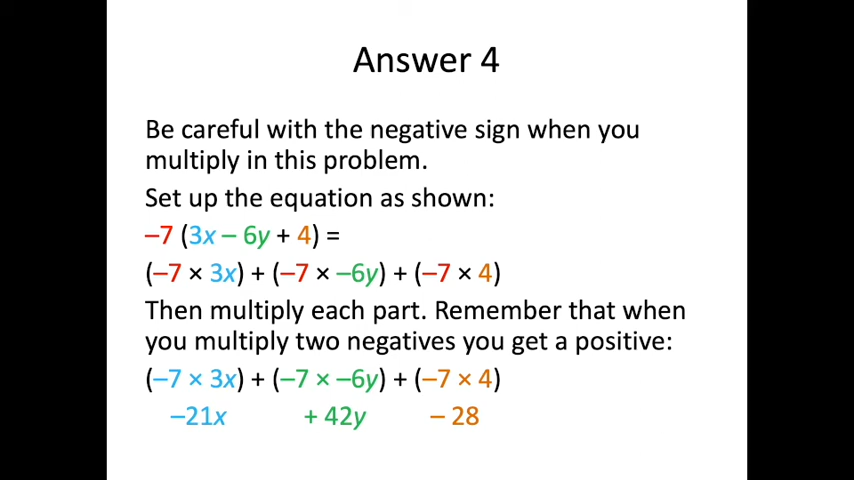 Answer 4
Be careful with the negative sign when you
multiply in this problem.
Set up the equation as shown:
–7 (3x – 6y + 4) =
(–7 × 3x) + (–7 × –6y) + (–7 × 4)
Then multiply each part. Remember that when
you multiply two negatives you get a positive:
(–7 × 3x) + (–7 × –6y) + (–7 × 4)
–21x + 42y – 28